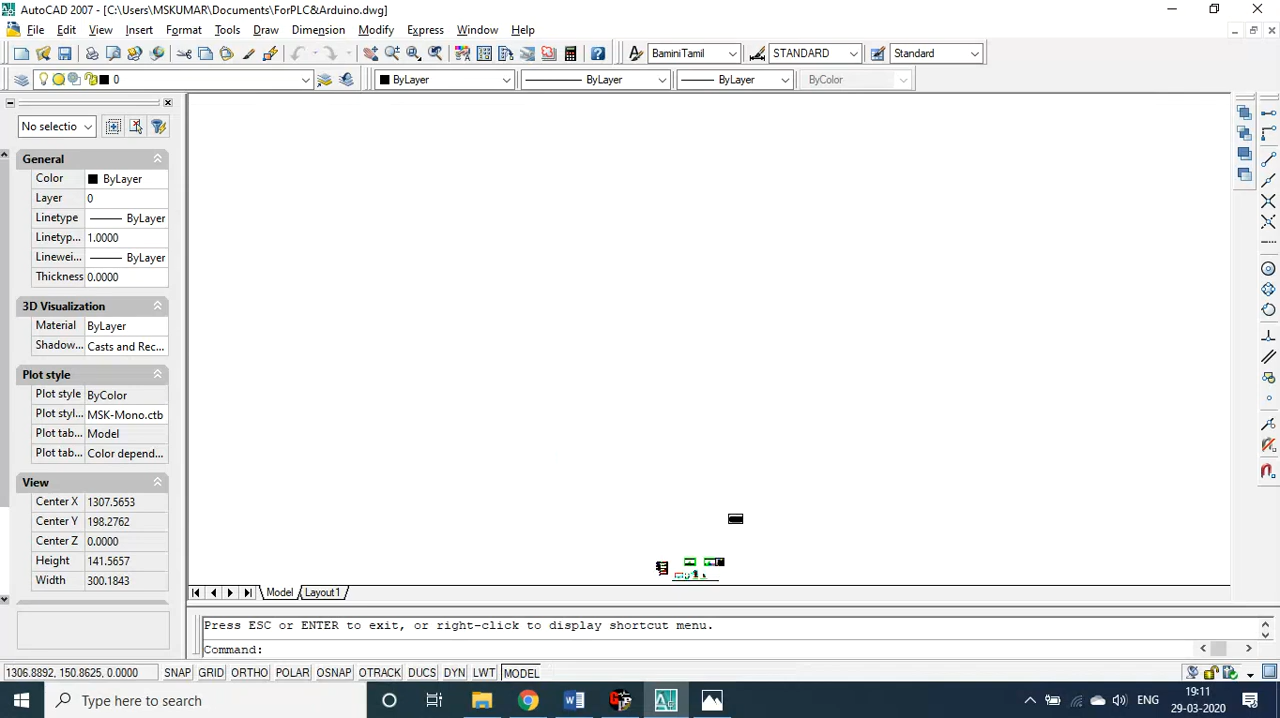 AutoCAD 2007 - [C:\Users\MSKUMAR\Documents\ForPLC&Arduino.dwg]
File Edit View Insert Format Tools Draw Dimension Modify Express Window Help
BaminiTamil STANDARD Standard
0 ByLayer ByLayer ByLayer ByColor
No selectio
General
Color ByLayer
Layer 0
Linetype ByLayer
Linetyp... 1.0000
Linewei... ByLayer
Thickness 0.0000
3D Visualization
Material ByLayer
Shadow... Casts and Rec...
Plot style
Plot style ByColor
Plot styl... MSK-Mono.ctb
Plot tab... Model
Plot tab... Color depend...
View
Center X 1307.5653
Center Y 198.2762
Center Z 0.0000
Height 141.5657
Width 300.1843
Model Layout1
Press ESC or ENTER to exit, or right-click to display shortcut menu.
Command:
1306.8892, 150.8625, 0.0000 SNAP GRID ORTHO POLAR OSNAP OTRACK DUCS DYN LWT MODEL
Type here to search
ENG
19:11
29-03-2020